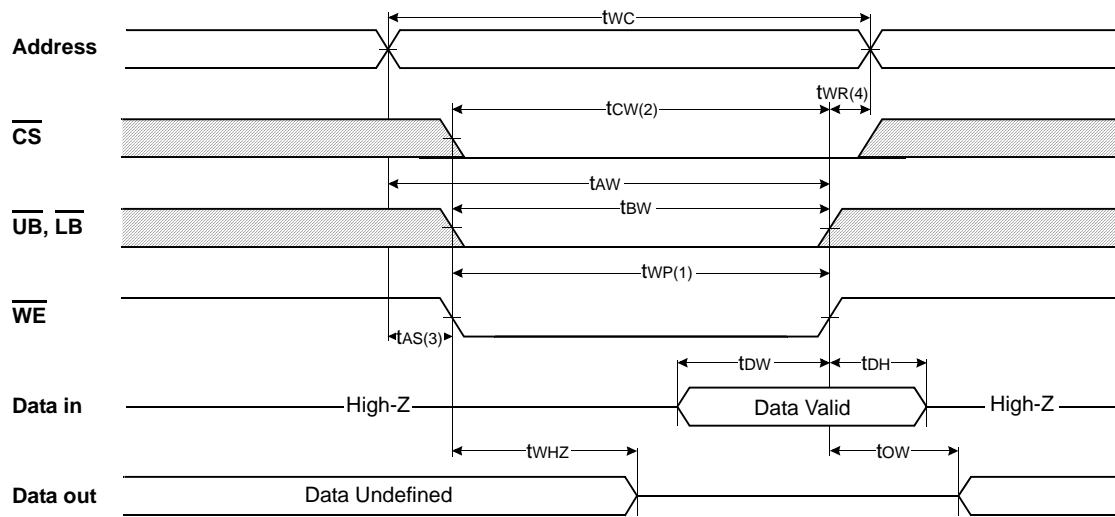 tWC
Address
tWR(4)
tCW(2)
CS
tAW
UB, LB
tBW
tWP(1)
WE
tAS(3)
tDW
tDH
Data in
High-Z
Data Valid
High-Z
tWHZ
tOW
Data out
Data Undefined